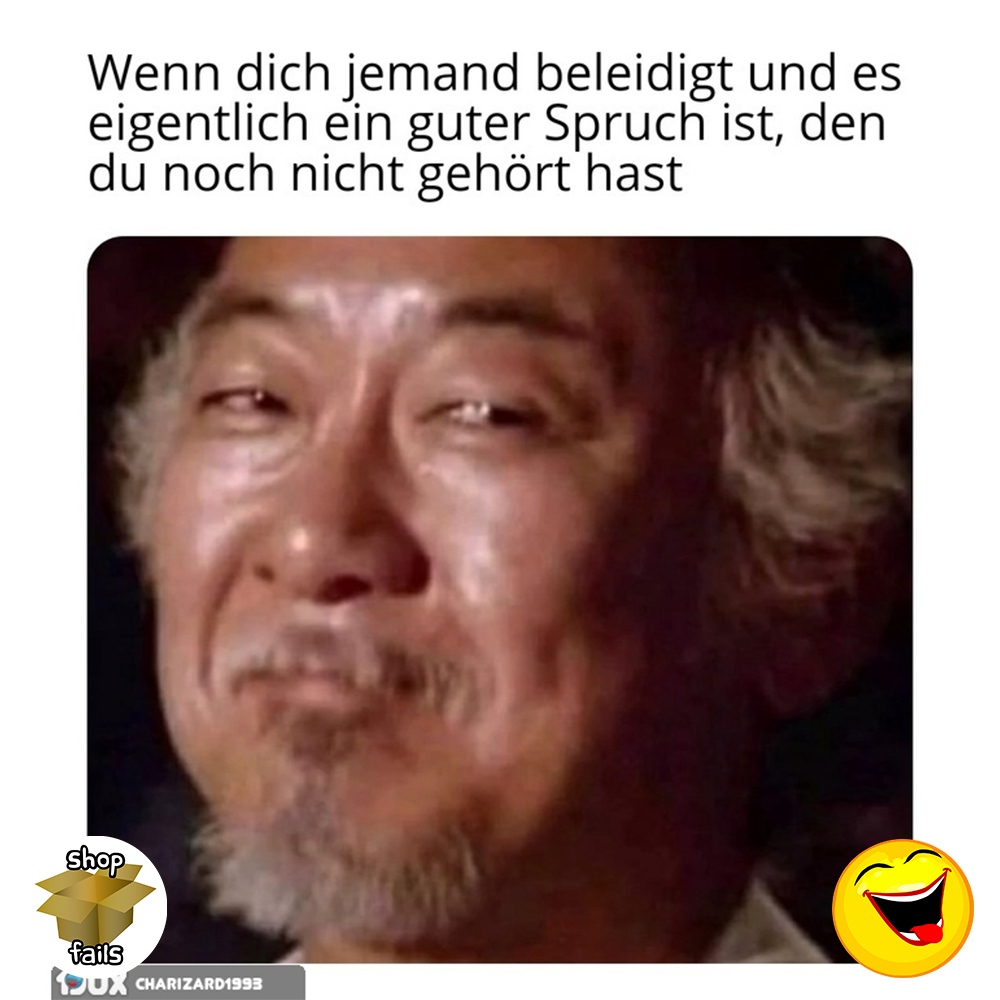 Wenn dich jemand beleidigt und es
eigentlich ein guter Spruch ist, den
du noch nicht gehört hast
shop
fails
CHARIZARD1993